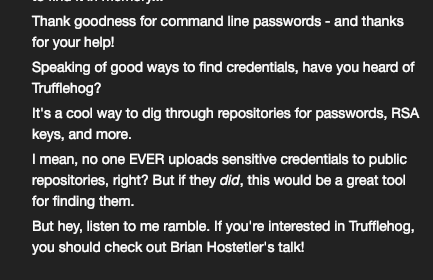 Thank goodness for command line passwords - and thanks
for your help!
Speaking of good ways to find credentials, have you heard of
Trufflehog?
It's a cool way to dig through repositories for passwords, RSA
keys, and more.
I mean, no one EVER uploads sensitive credentials to public
repositories, right? But if they did, this would be a great tool
for finding them.
But hey, listen to me ramble. If you're interested in Trufflehog,
you should check out Brian Hostetler's talk!